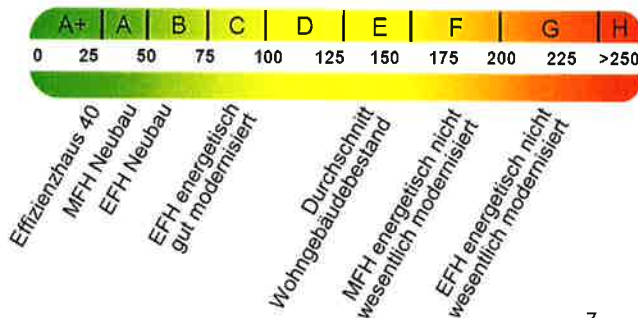 A+ A B C D E F G H
0 25 50 75 100 125 150 175 200 225 >250
Effizienzhaus 40
MFH Neubau
EFH Neubau
EFH energetisch
gut modernisiert
Durchschnitt
Wohngebäudebestand
MFH energetisch nicht
wesentlich modernisiert
EFH energetisch nicht
wesentlich modernisiert
7